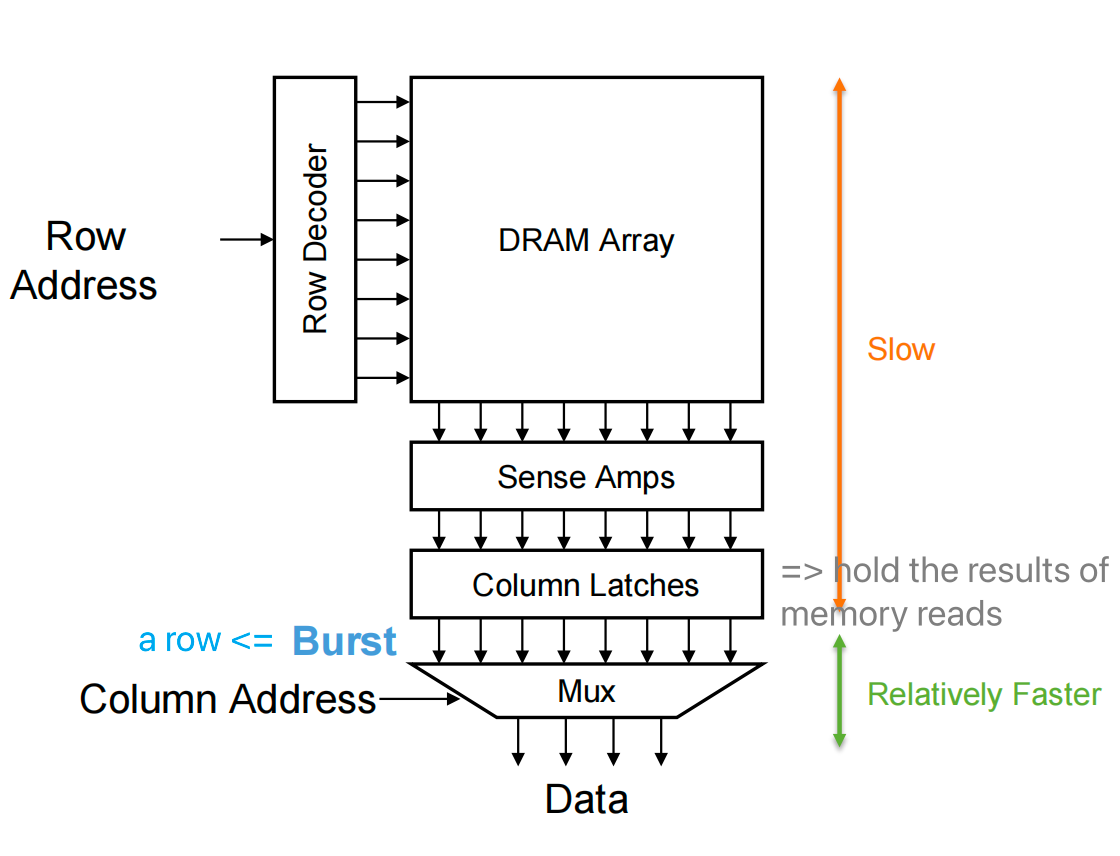 Row
Address
Row Decoder
DRAM Array
Slow
Sense Amps
Column Latches
=> hold the results of
memory reads
a row <= Burst
Column Address
Mux
Relatively Faster
Data